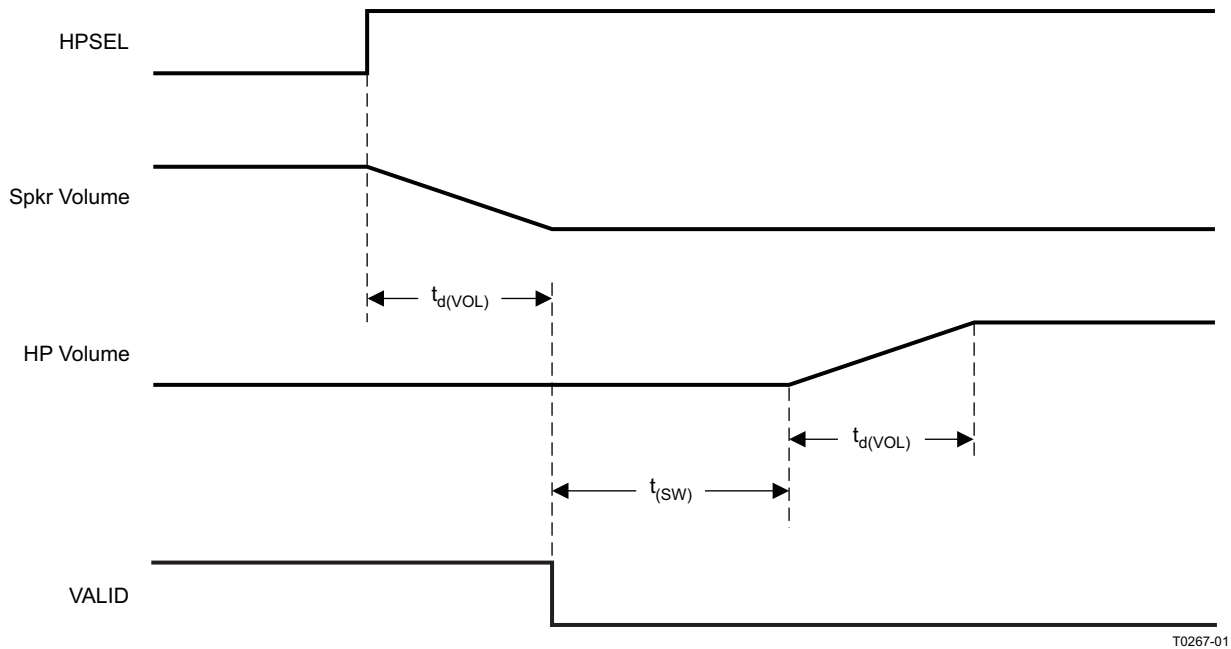 HPSEL
Spkr Volume
td(VOL)
HP Volume
td(VOL)
t(SW)
VALID
T0267-01